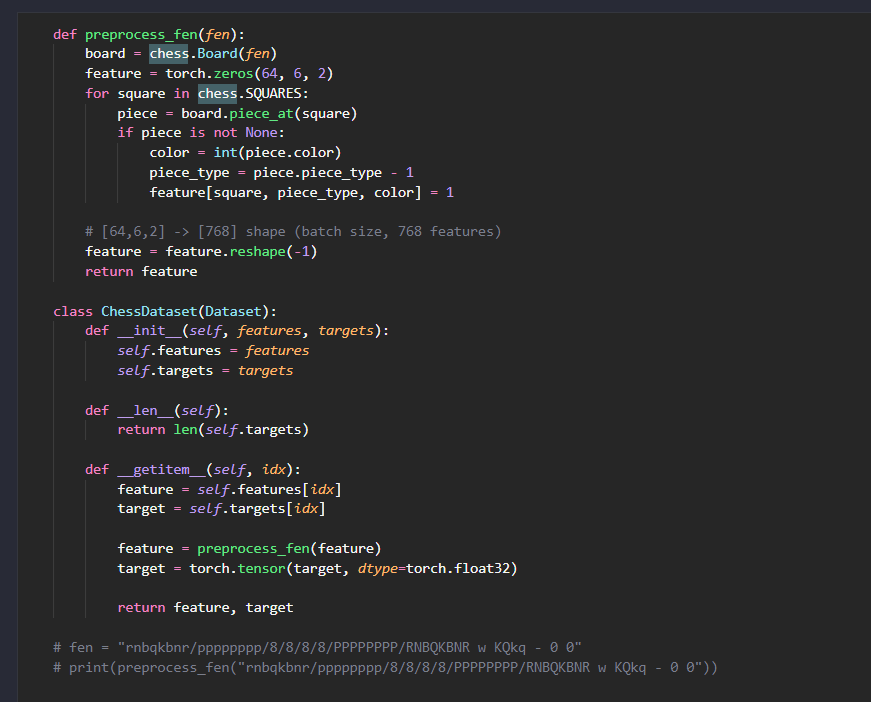 def preprocess_fen(fen):
    board = chess.Board(fen)
    feature = torch.zeros(64, 6, 2)
    for square in chess.SQUARES:
        piece = board.piece_at(square)
        if piece is not None:
            color = int(piece.color)
            piece_type = piece.piece_type - 1
            feature[square, piece_type, color] = 1

    # [64,6,2] -> [768] shape (batch size, 768 features)
    feature = feature.reshape(-1)
    return feature

class ChessDataset(Dataset):
    def __init__(self, features, targets):
        self.features = features
        self.targets = targets

    def __len__(self):
        return len(self.targets)

    def __getitem__(self, idx):
        feature = self.features[idx]
        target = self.targets[idx]

        feature = preprocess_fen(feature)
        target = torch.tensor(target, dtype=torch.float32)

        return feature, target

# fen = "rnbqkbnr/pppppppp/8/8/8/8/PPPPPPPP/RNBQKBNR w KQkq - 0 0"
# print(preprocess_fen("rnbqkbnr/pppppppp/8/8/8/8/PPPPPPPP/RNBQKBNR w KQkq - 0 0"))